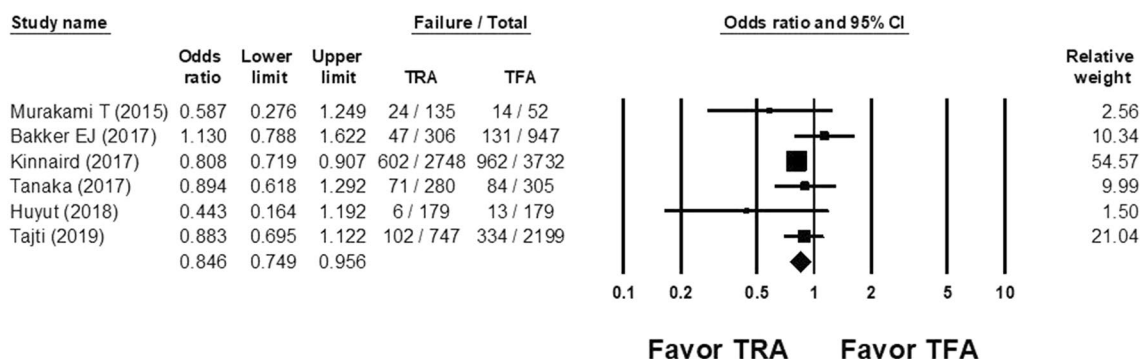 Study name Failure / Total Odds ratio and 95% CI
Odds Lower Upper Relative
ratio limit limit TRA TFA weight
Murakami T (2015) 0.587 0.276 1.249 24 / 135 14 / 52 2.56
Bakker EJ (2017) 1.130 0.788 1.622 47 / 306 131 / 947 10.34
Kinnaird (2017) 0.808 0.719 0.907 602 / 2748 962 / 3732 54.57
Tanaka (2017) 0.894 0.618 1.292 71 / 280 84 / 305 9.99
Huyut (2018) 0.443 0.164 1.192 6 / 179 13 / 179 1.50
Tajti (2019) 0.883 0.695 1.122 102 / 747 334 / 2199 21.04
0.846 0.749 0.956
0.1 0.2 0.5 1 2 5 10
Favor TRA Favor TFA